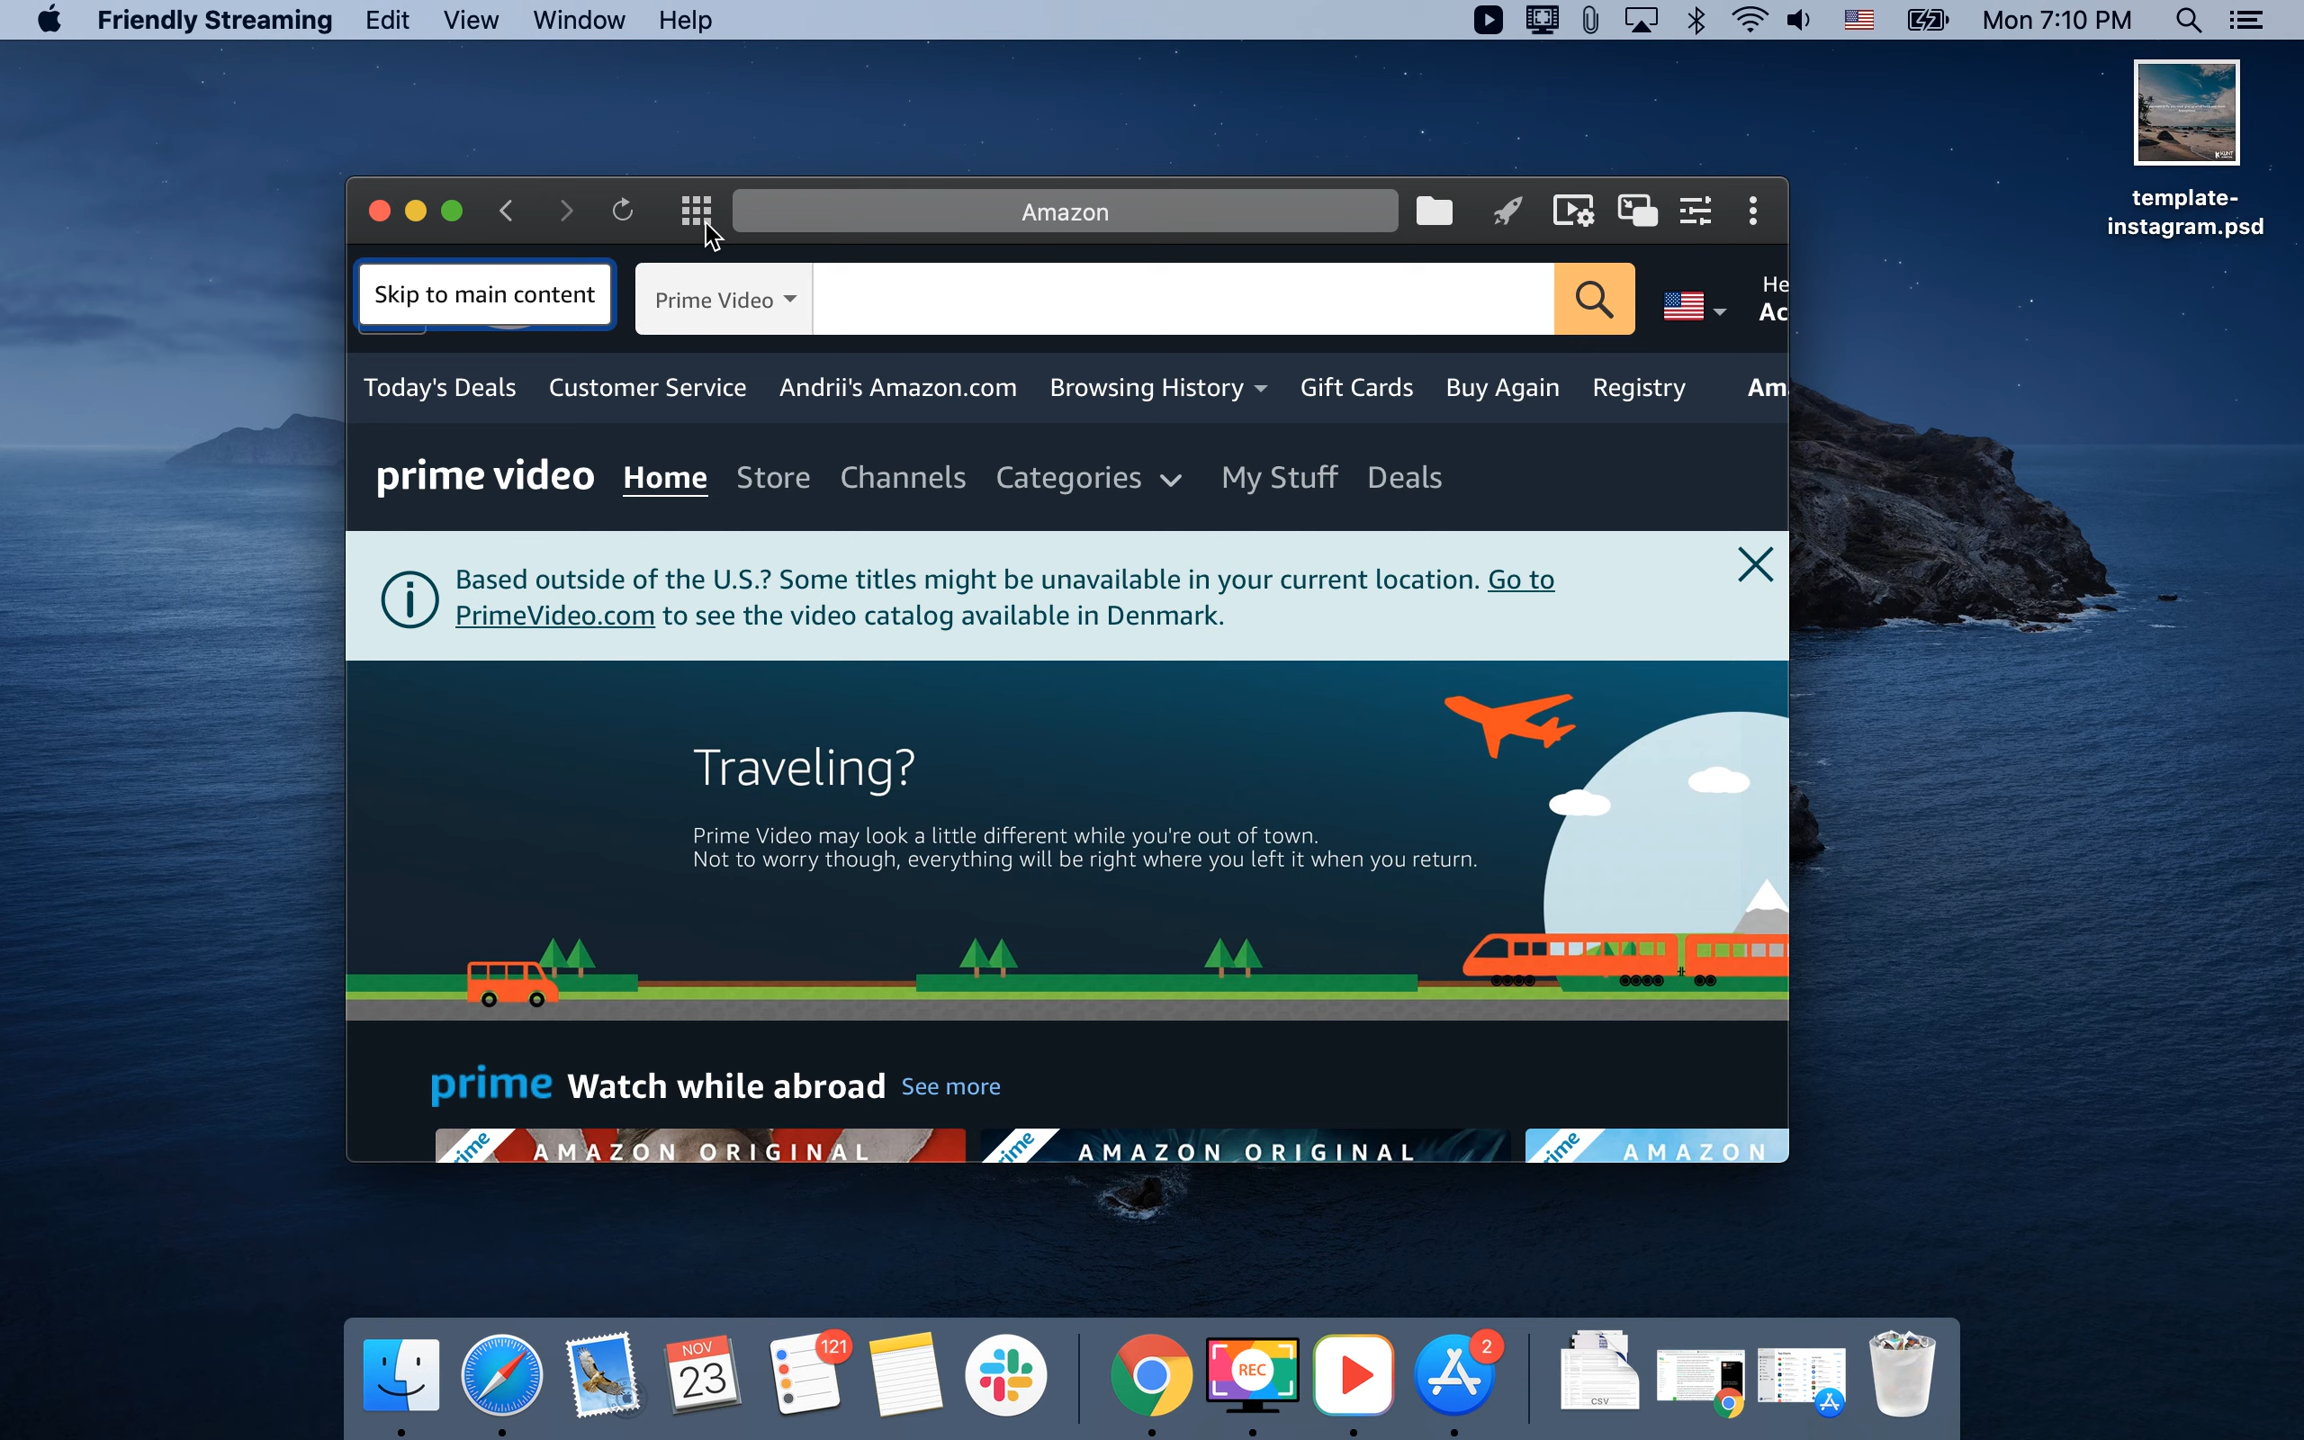 Friendly Streaming Edit View Window Help Mon 7:10 PM
template-
instagram.psd
Amazon
Skip to main content Prime Video He
Ac
Today's Deals Customer Service Andrii's Amazon.com Browsing History Gift Cards Buy Again Registry Am
prime video Home Store Channels Categories My Stuff Deals
Based outside of the U.S.? Some titles might be unavailable in your current location. Go to
PrimeVideo.com to see the video catalog available in Denmark.
Traveling?
Prime Video may look a little different while you're out of town.
Not to worry though, everything will be right where you left it when you return.
prime Watch while abroad See more
prime AMAZON ORIGINAL prime AMAZON ORIGINAL prime AMAZON
NOV
23
121
REC
2
CSV